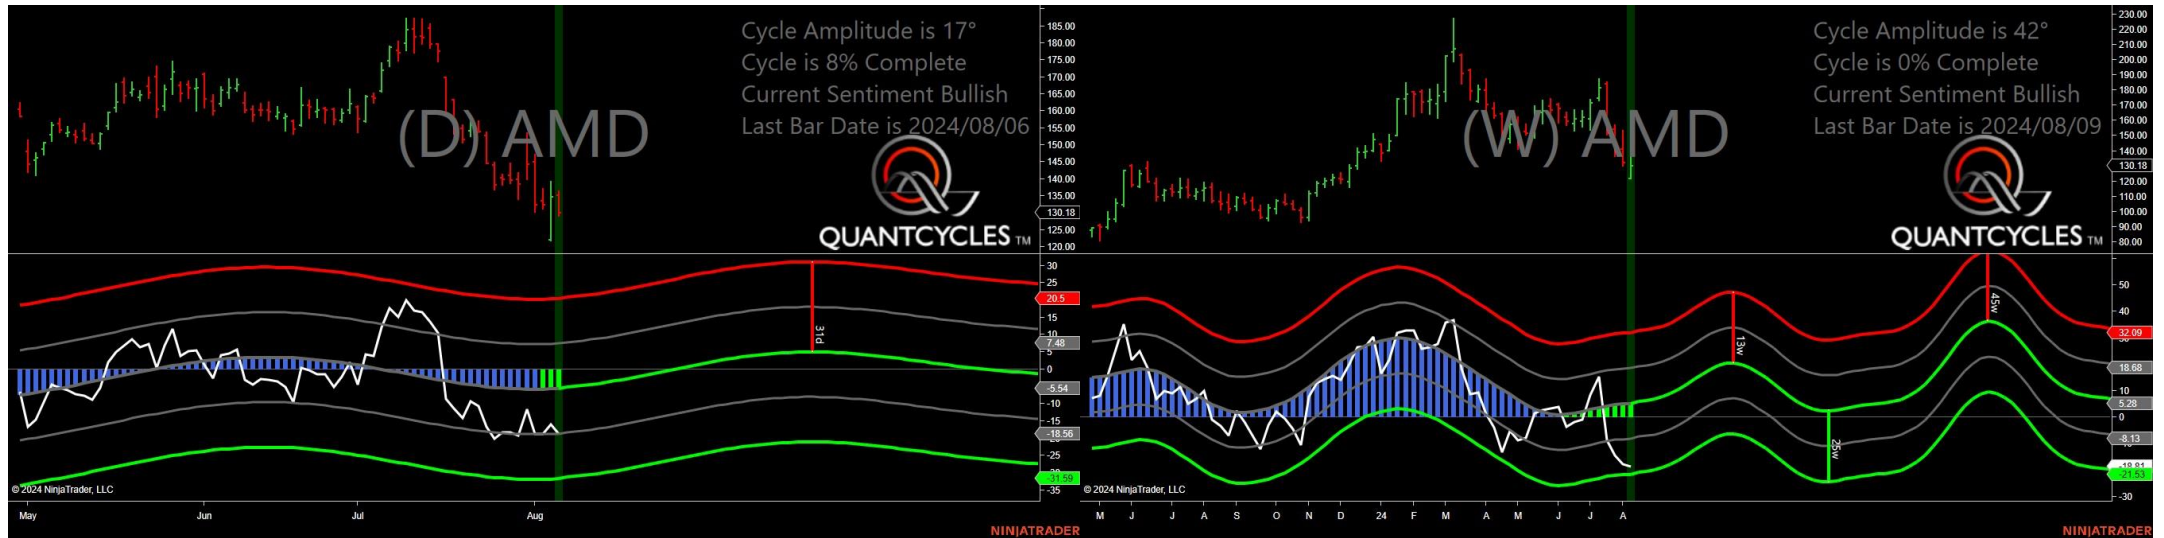 Cycle Amplitude is 17°
Cycle is 8% Complete
Current Sentiment Bullish
Last Bar Date is 2024/08/06
(D) AMD
QUANTCYCLES TM
185.00
180.00
175.00
170.00
165.00
160.00
155.00
150.00
145.00
140.00
135.00
130.18
125.00
120.00
30
25
20.5
15
10
7.48
5
0
-5.54
-10
-15
-18.56
-25
-31.59
-35
31d
© 2024 NinjaTrader, LLC
May
Jun
Jul
Aug
NINJATRADER
Cycle Amplitude is 42°
Cycle is 0% Complete
Current Sentiment Bullish
Last Bar Date is 2024/08/09
(W) AMD
QUANTCYCLES TM
230.00
220.00
210.00
200.00
190.00
180.00
170.00
160.00
150.00
140.00
130.18
120.00
110.00
100.00
90.00
80.00
50
40
32.09
18.68
10
5.28
0
-8.13
-18.81
-21.53
-30
13w
25w
45w
© 2024 NinjaTrader, LLC
M J J A S O N D 24 F M A M J J A
NINJATRADER